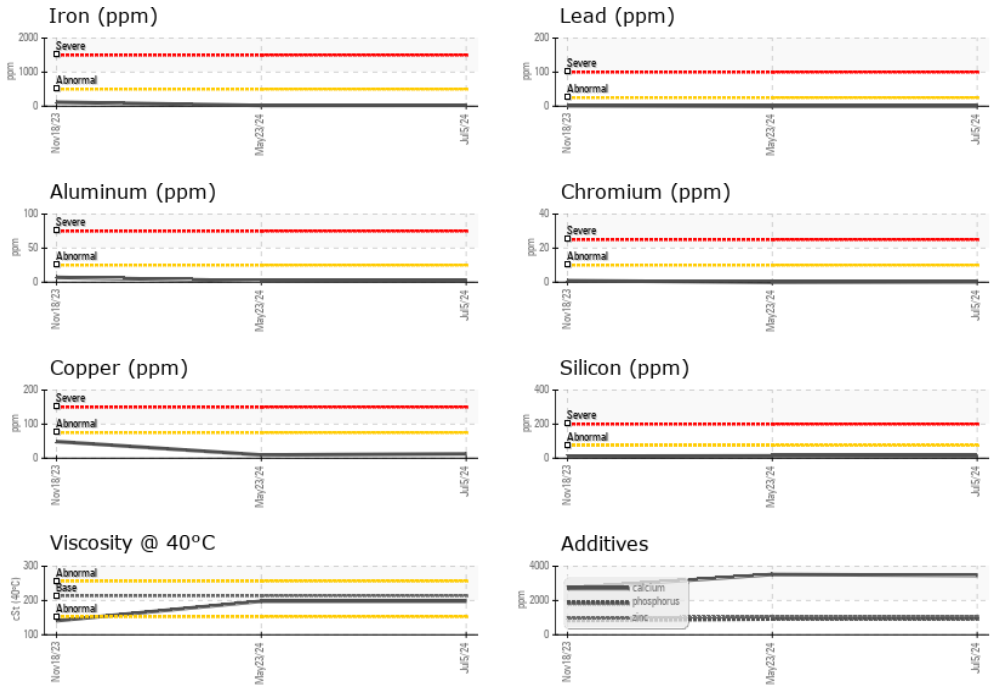 Iron (ppm)
2000
1000
0
ppm
Severe
Abnormal
Nov18/23
May23/24
Jul5/24
Lead (ppm)
200
100
0
ppm
Severe
Abnormal
Nov18/23
May23/24
Jul5/24
Aluminum (ppm)
100
50
0
ppm
Severe
Abnormal
Nov18/23
May23/24
Jul5/24
Chromium (ppm)
40
20
0
ppm
Severe
Abnormal
Nov18/23
May23/24
Jul5/24
Copper (ppm)
200
100
0
ppm
Severe
Abnormal
Nov18/23
May23/24
Jul5/24
Silicon (ppm)
400
200
0
ppm
Severe
Abnormal
Nov18/23
May23/24
Jul5/24
Viscosity @ 40°C
300
200
100
cSt (40°C)
Abnormal
Base
Abnormal
Nov18/23
May23/24
Jul5/24
Additives
4000
2000
0
ppm
calcium
phosphorus
zinc
Nov18/23
May23/24
Jul5/24